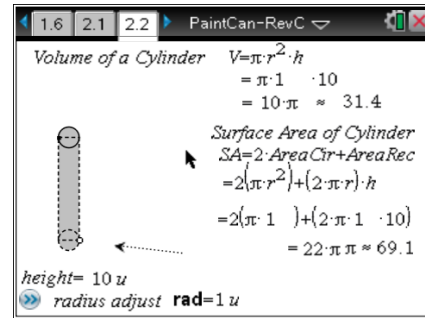 1.6 2.1 2.2 PaintCan-RevC
Volume of a Cylinder V=π·r²·h
= π·1 ·10
= 10·π ≈ 31.4
Surface Area of Cylinder
SA=2·AreaCir+AreaRec
=2(π·r²)+(2·π·r)·h
=2(π· 1 )+(2·π·1 ·10)
= 22·π π ≈ 69.1
height= 10 u
radius adjust rad=1 u